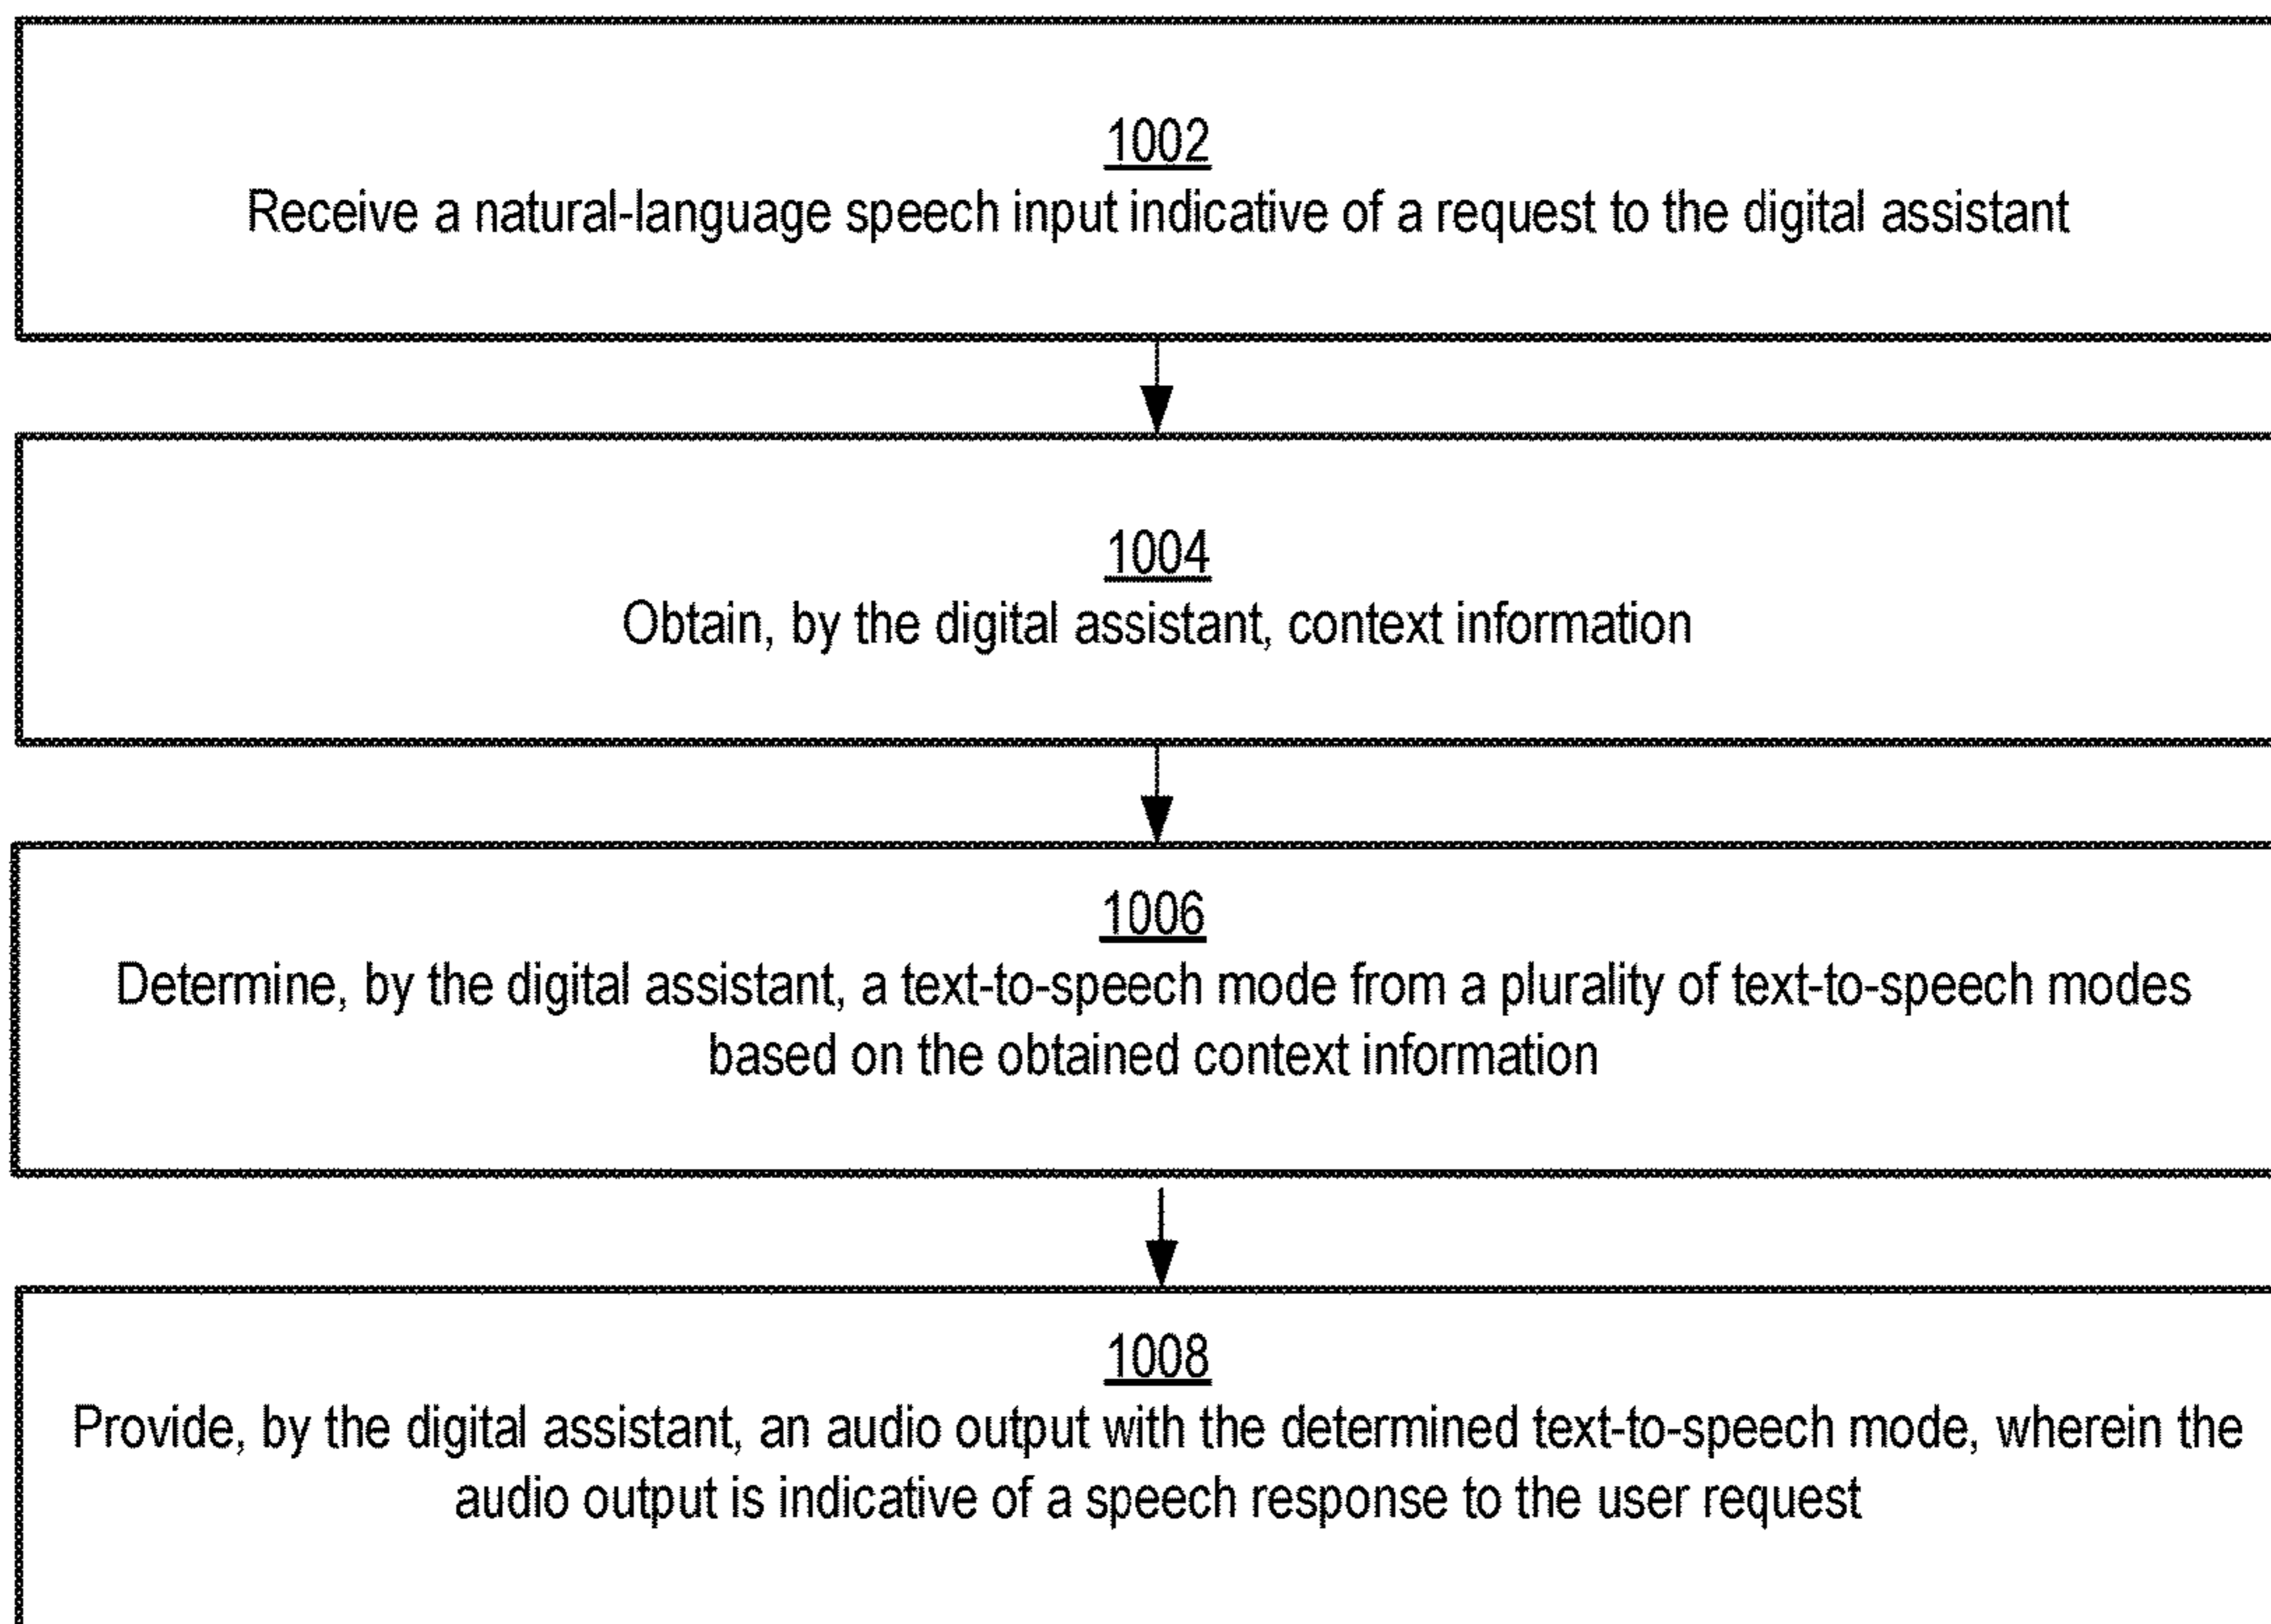 1002
Receive a natural-language speech input indicative of a request to the digital assistant
1004
Obtain, by the digital assistant, context information
1006
Determine, by the digital assistant, a text-to-speech mode from a plurality of text-to-speech modes
based on the obtained context information
1008
Provide, by the digital assistant, an audio output with the determined text-to-speech mode, wherein the
audio output is indicative of a speech response to the user request